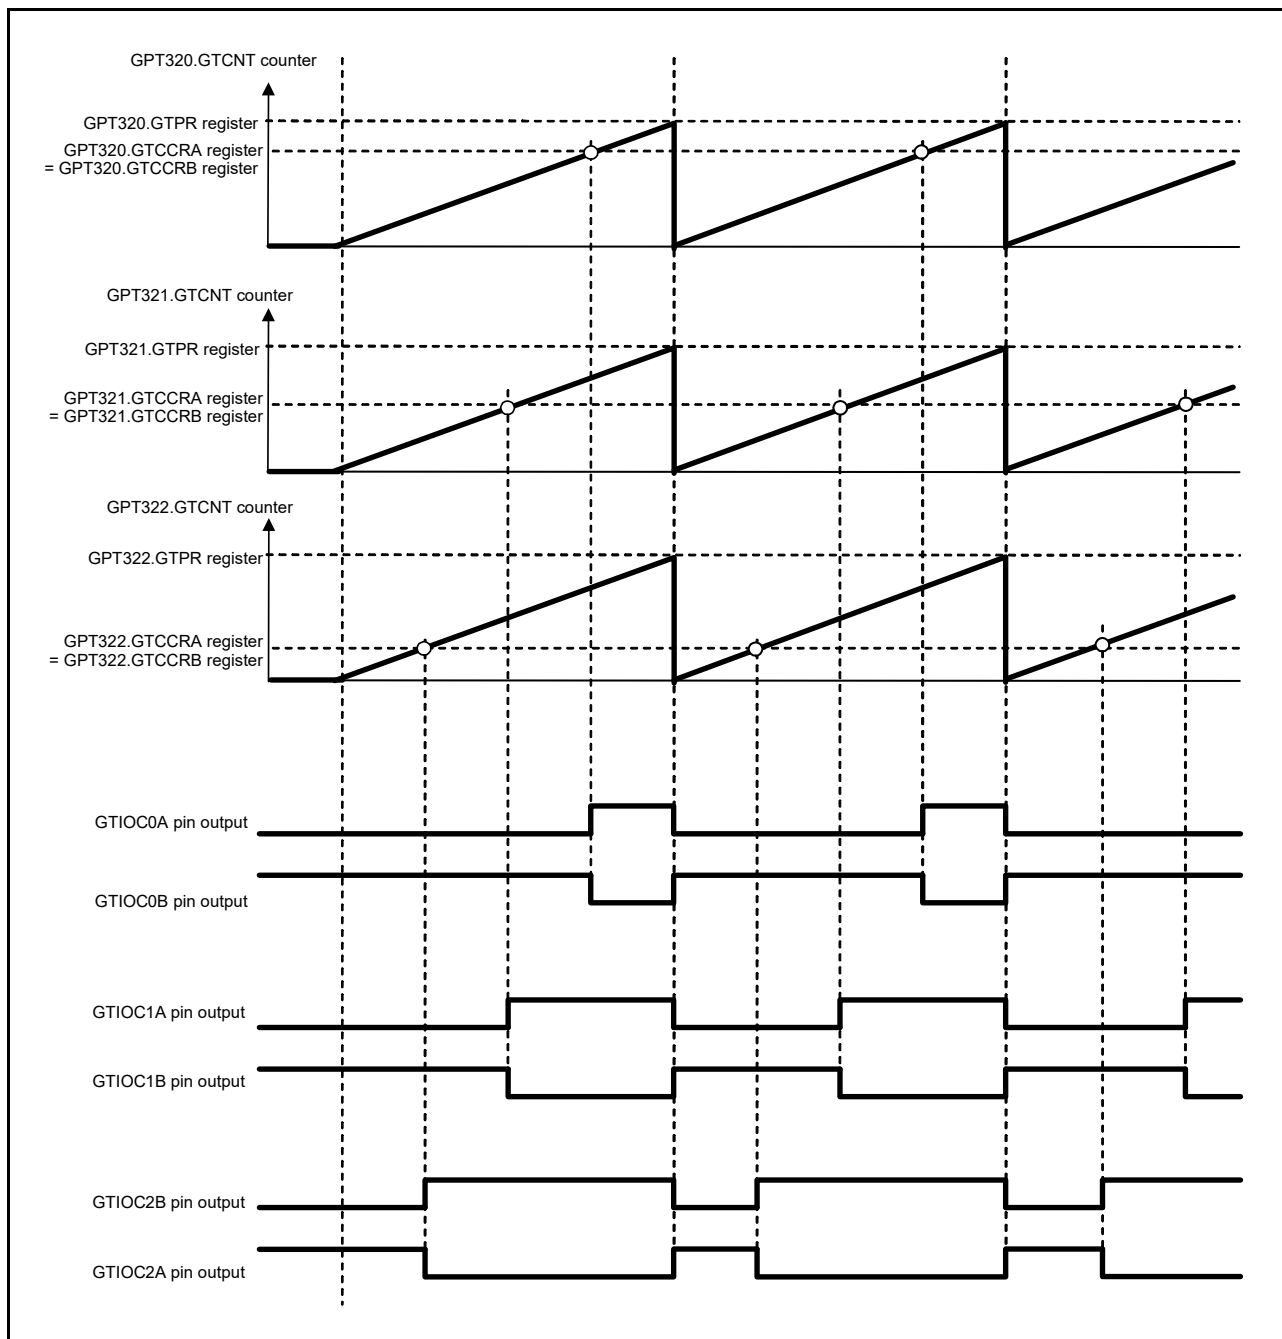 GPT320.GTCNT counter
GPT320.GTPR register
GPT320.GTCCRA register
= GPT320.GTCCRB register
GPT321.GTCNT counter
GPT321.GTPR register
GPT321.GTCCRA register
= GPT321.GTCCRB register
GPT322.GTCNT counter
GPT322.GTPR register
GPT322.GTCCRA register
= GPT322.GTCCRB register
GTIOC0A pin output
GTIOC0B pin output
GTIOC1A pin output
GTIOC1B pin output
GTIOC2B pin output
GTIOC2A pin output